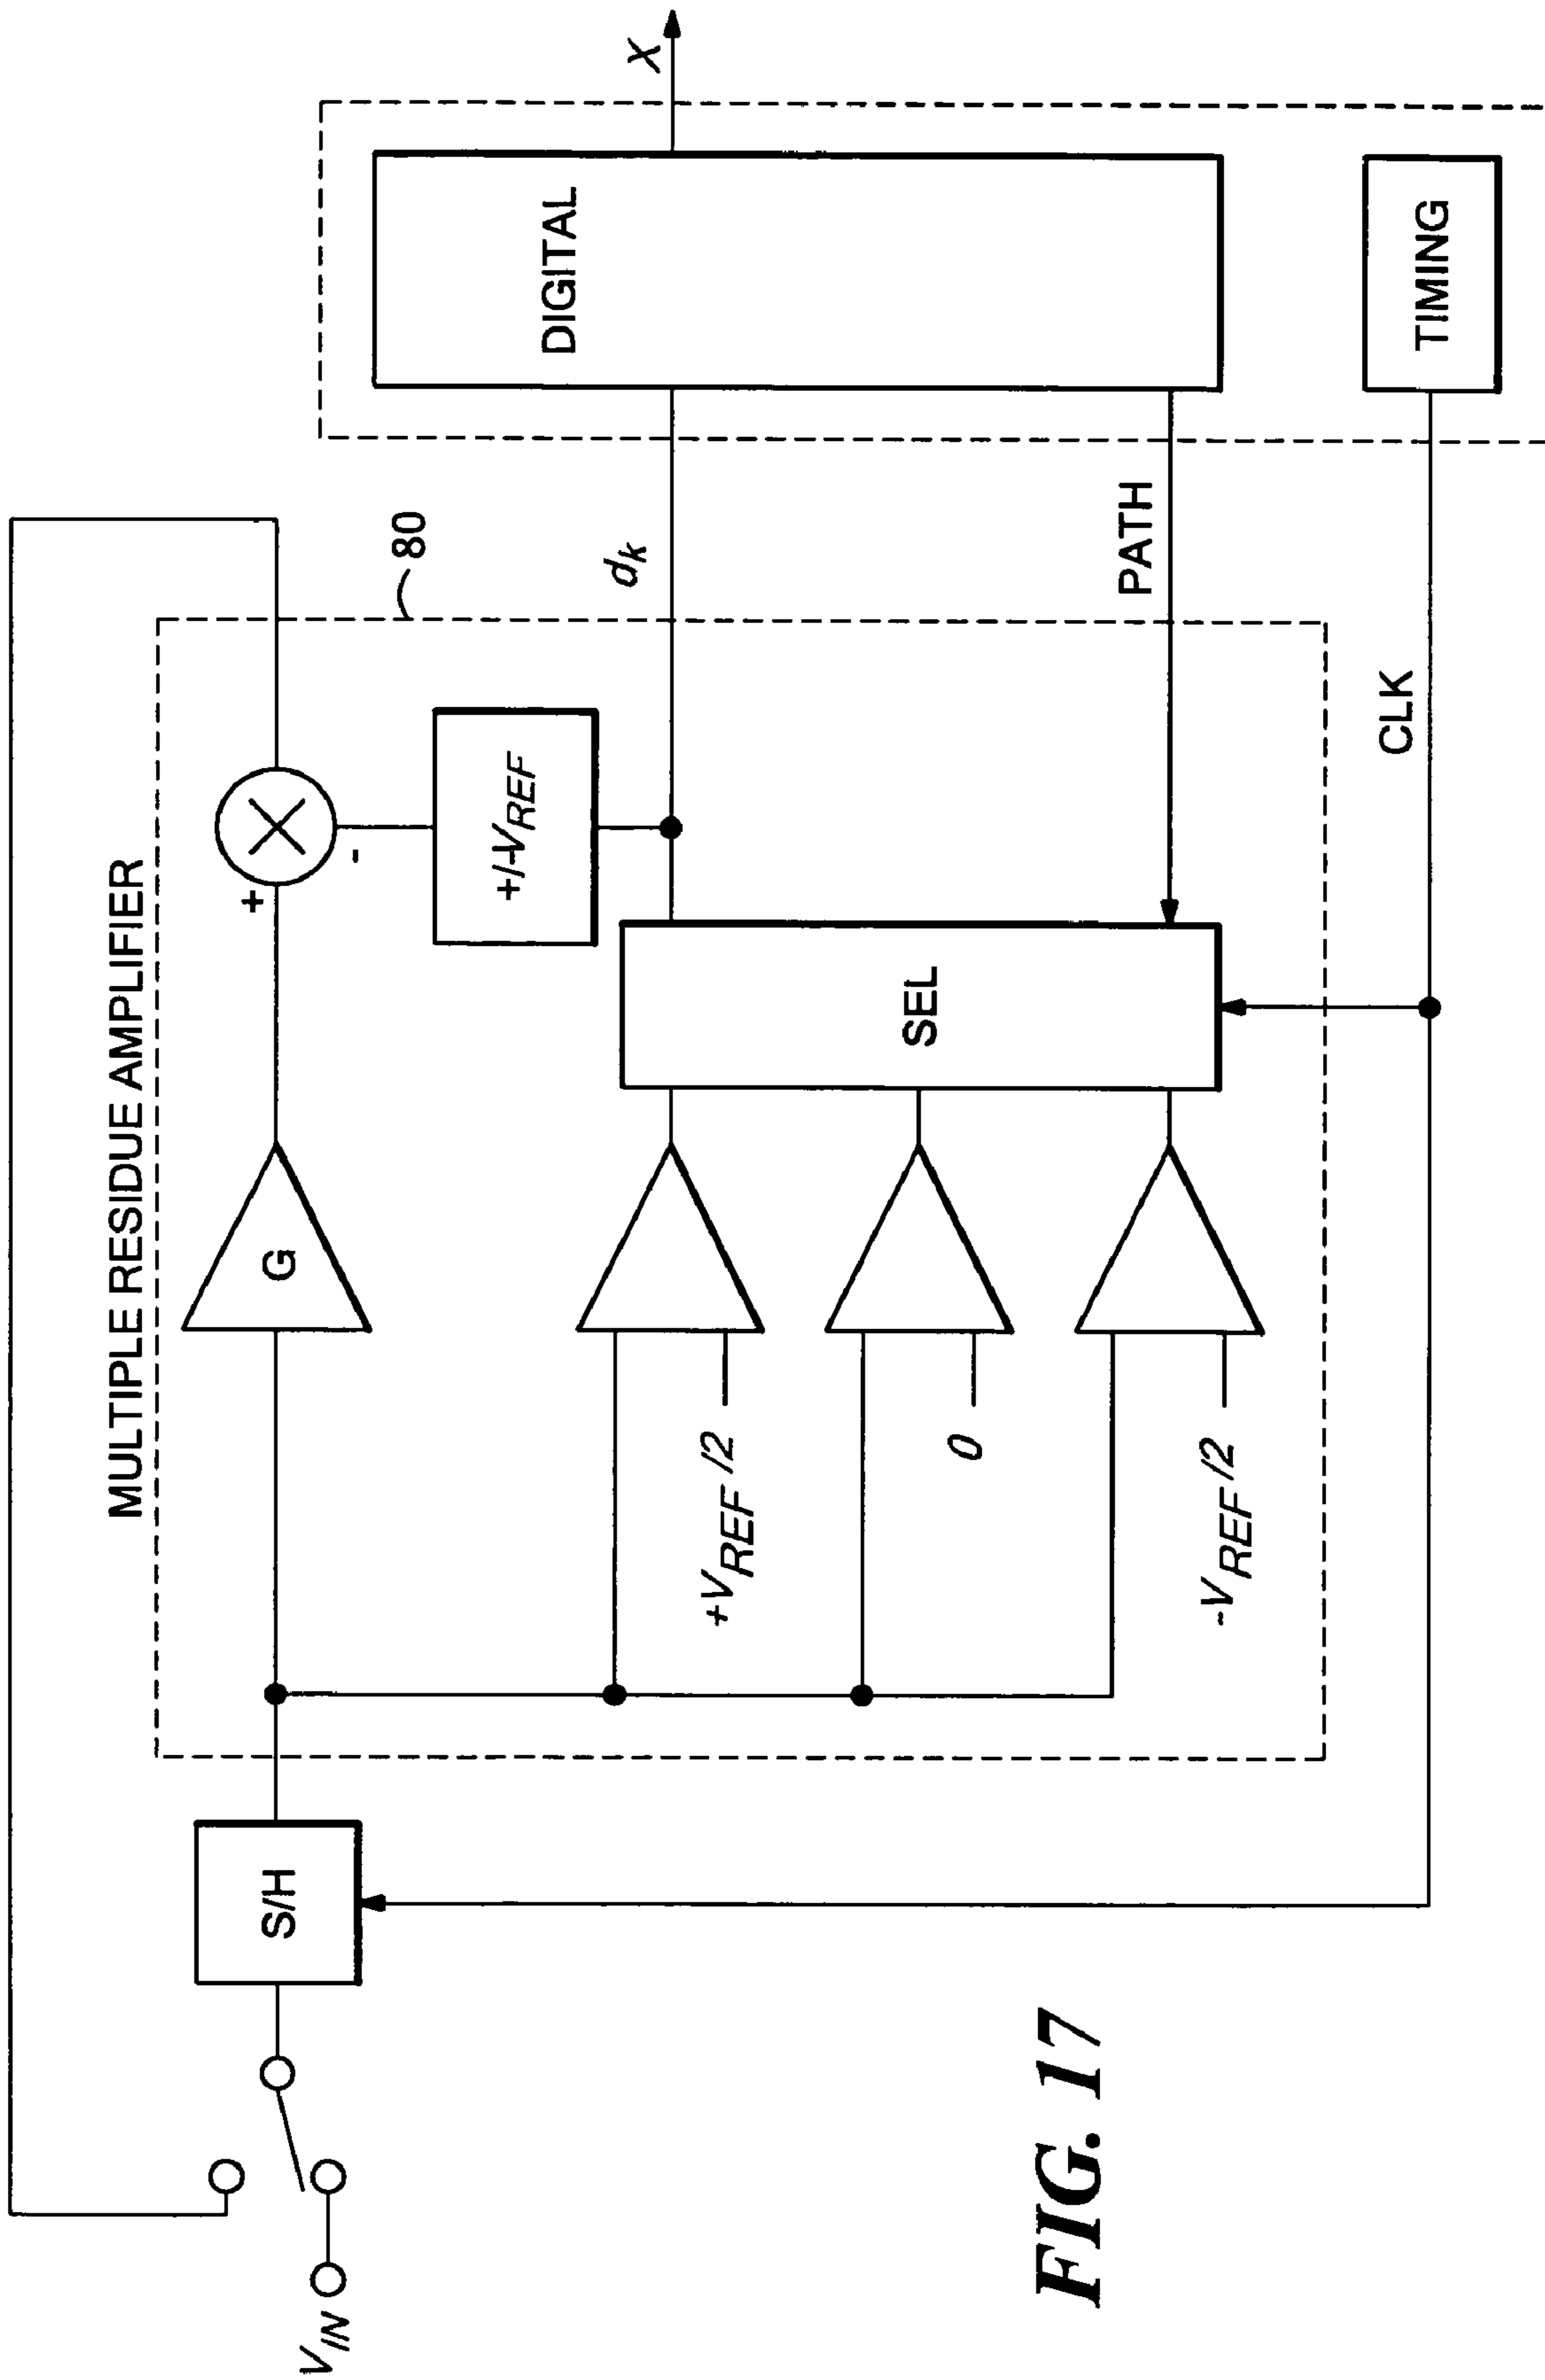 MULTIPLE RESIDUE AMPLIFIER
80
V_IN
S/H
G
+
-
+/-V_REF
+V_REF/2
0
-V_REF/2
SEL
d_k
PATH
CLK
DIGITAL
X
TIMING
FIG. 17